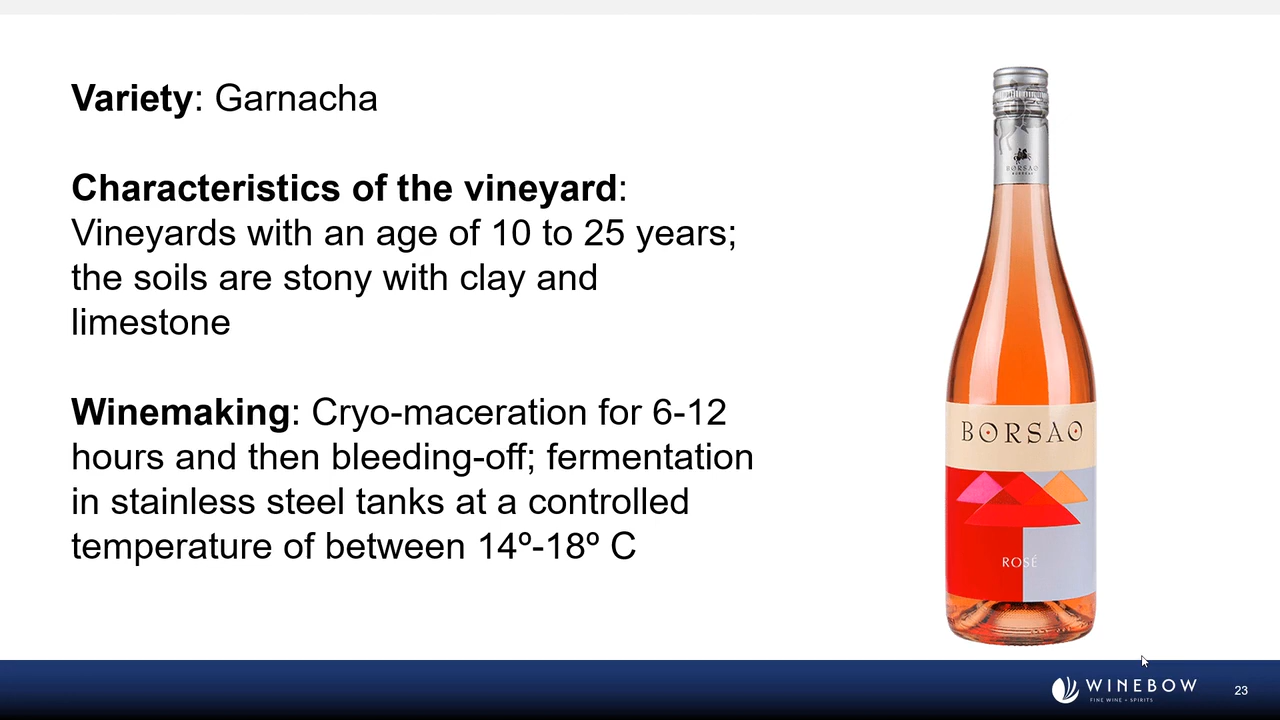 Variety: Garnacha
Characteristics of the vineyard:
Vineyards with an age of 10 to 25 years;
the soils are stony with clay and
limestone
Winemaking: Cryo-maceration for 6-12
hours and then bleeding-off; fermentation
in stainless steel tanks at a controlled
temperature of between 14º-18º C
BORSAO
BORSAO
ROSÉ
WINEBOW
FINE WINE + SPIRITS
23